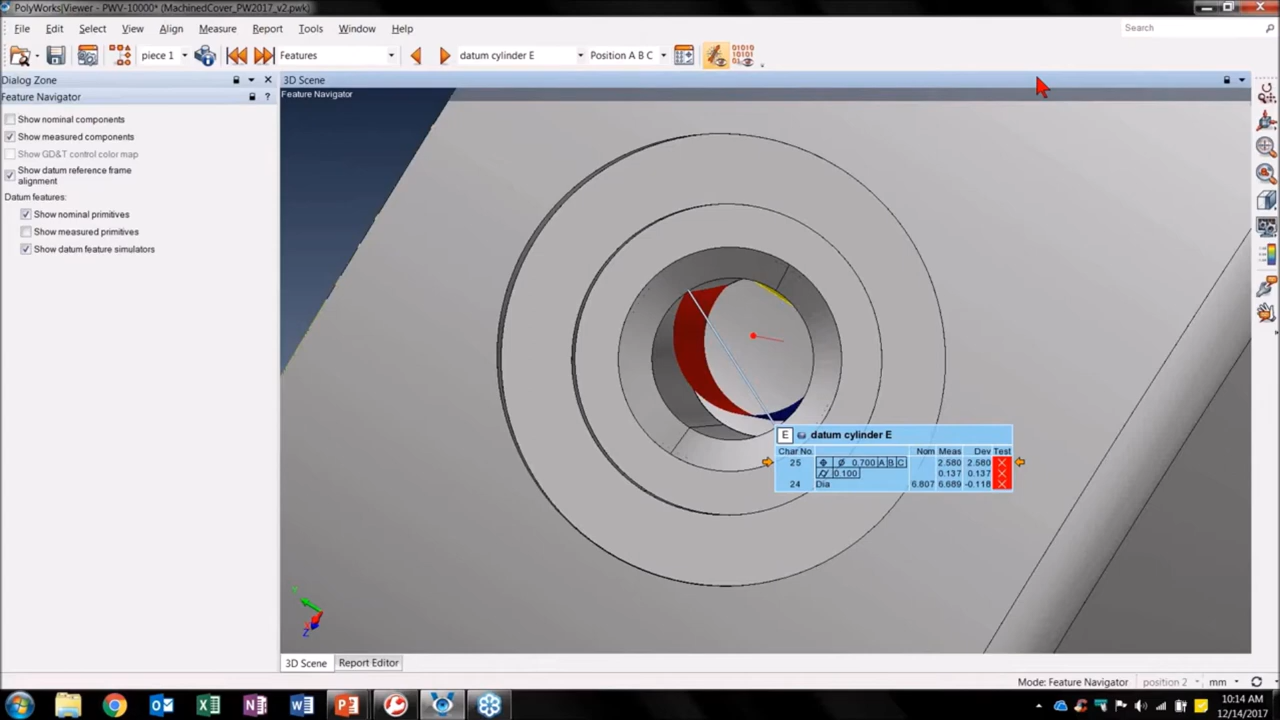 PolyWorks|Viewer - PWV-10000* (MachinedCover_PW2017_v2.pwk)
File Edit Select View Align Measure Report Tools Window Help
Search
piece 1 Features datum cylinder E Position A B C
Dialog Zone
3D Scene
Feature Navigator ?
Feature Navigator
Show nominal components
Show measured components
Show GD&T control color map
Show datum reference frame
alignment
Datum features:
Show nominal primitives
Show measured primitives
Show datum feature simulators
E datum cylinder E
Char No. Nom Meas Dev Test
25 ⌖ Ø 0.700 A B C 2.580 2.580
⌭ 0.100 0.137 0.137
24 Dia 6.807 6.689 -0.118
Z
3D Scene Report Editor
Mode: Feature Navigator position 2 mm
10:14 AM
12/14/2017